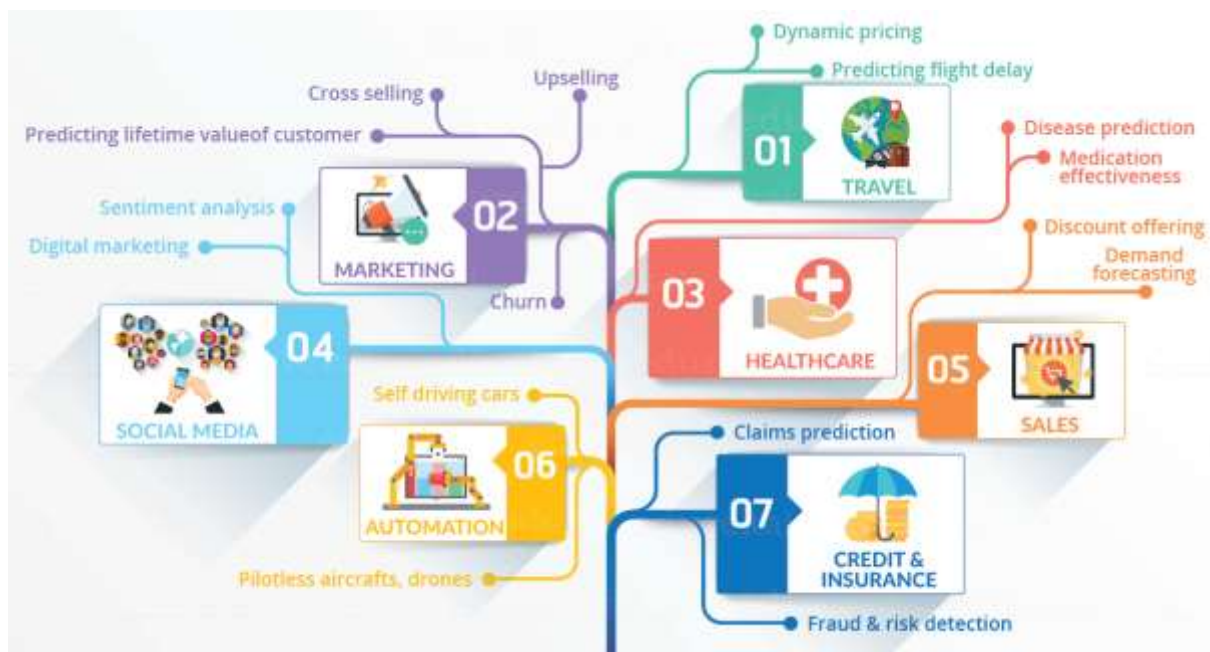 Dynamic pricing
Predicting flight delay
01
TRAVEL
Upselling
Cross selling
Predicting lifetime valueof customer
02
MARKETING
Churn
Disease prediction
Medication
effectiveness
03
HEALTHCARE
Sentiment analysis
Digital marketing
04
SOCIAL MEDIA
Discount offering
Demand
forecasting
05
SALES
Self driving cars
06
AUTOMATION
Pilotless aircrafts, drones
Claims prediction
07
CREDIT &
INSURANCE
Fraud & risk detection